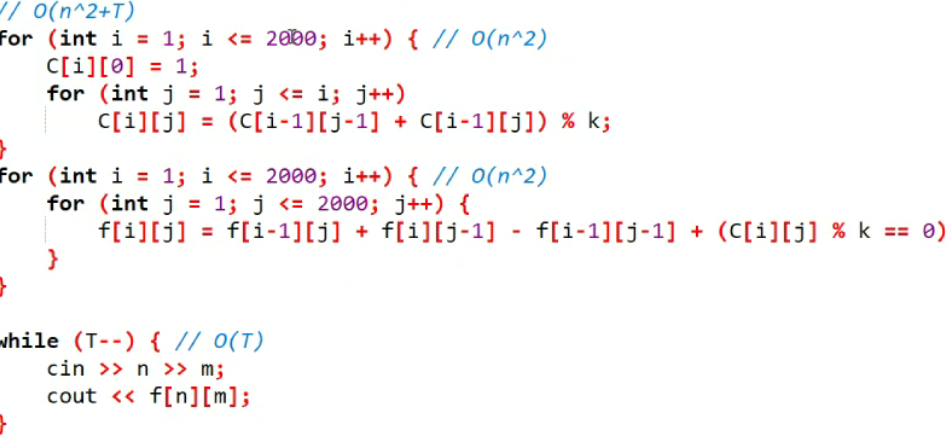 // O(n^2+T)
for (int i = 1; i <= 2000; i++) { // O(n^2)
    C[i][0] = 1;
    for (int j = 1; j <= i; j++)
        C[i][j] = (C[i-1][j-1] + C[i-1][j]) % k;
}
for (int i = 1; i <= 2000; i++) { // O(n^2)
    for (int j = 1; j <= 2000; j++) {
        f[i][j] = f[i-1][j] + f[i][j-1] - f[i-1][j-1] + (C[i][j] % k == 0)
    }
}
while (T--) { // O(T)
    cin >> n >> m;
    cout << f[n][m];
}